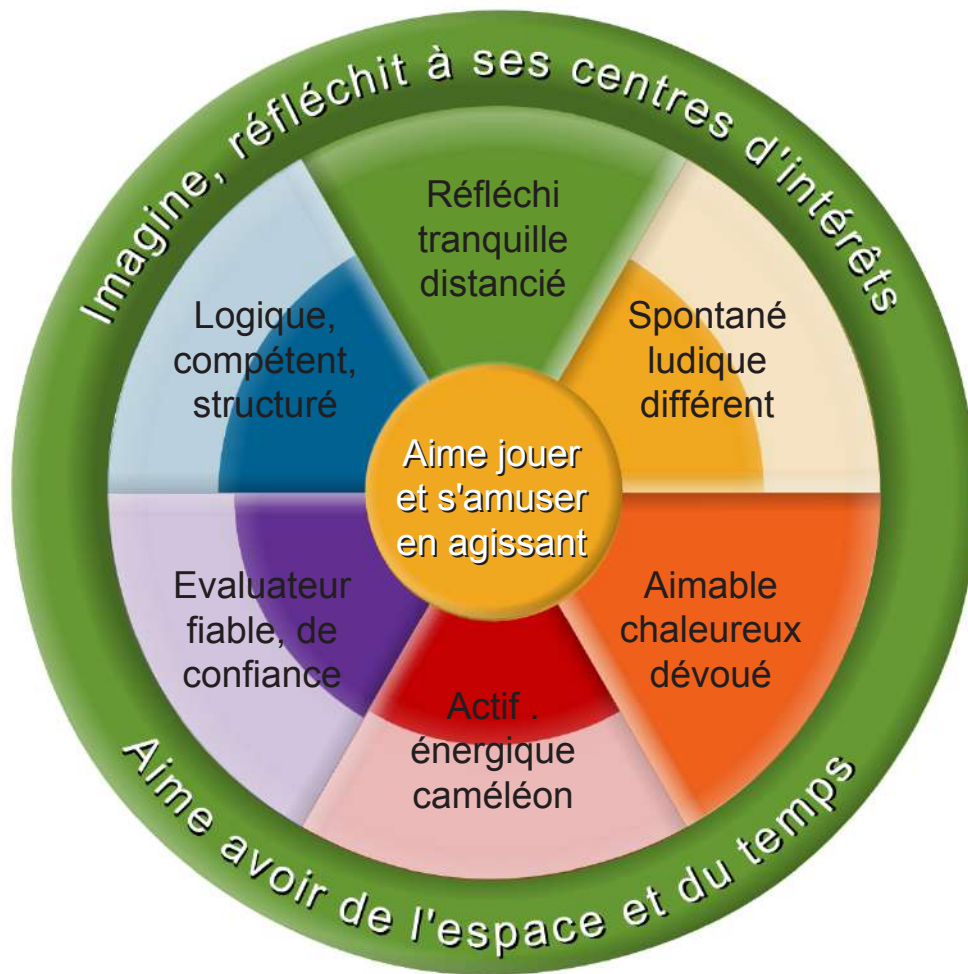 Imagine, réfléchit à ses centres d'intérêts
Réfléchi
tranquille
distancié
Logique,
compétent,
structuré
Spontané
ludique
différent
Aime jouer
et s'amuser
en agissant
Evaluateur
fiable, de
confiance
Aimable
chaleureux
dévoué
Actif .
énergique
caméléon
Aime avoir de l'espace et du temps